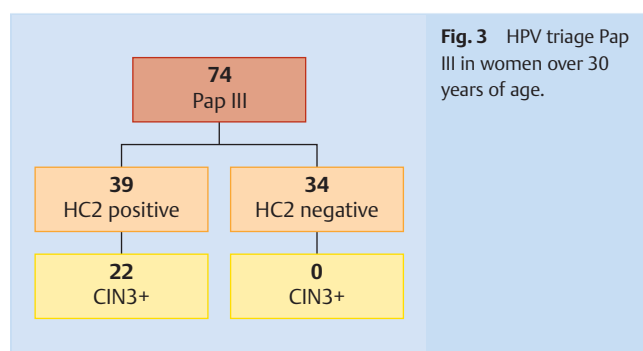 Fig. 3 HPV triage Pap
III in women over 30
years of age.
74
Pap III
39
HC2 positive
34
HC2 negative
22
CIN3+
0
CIN3+